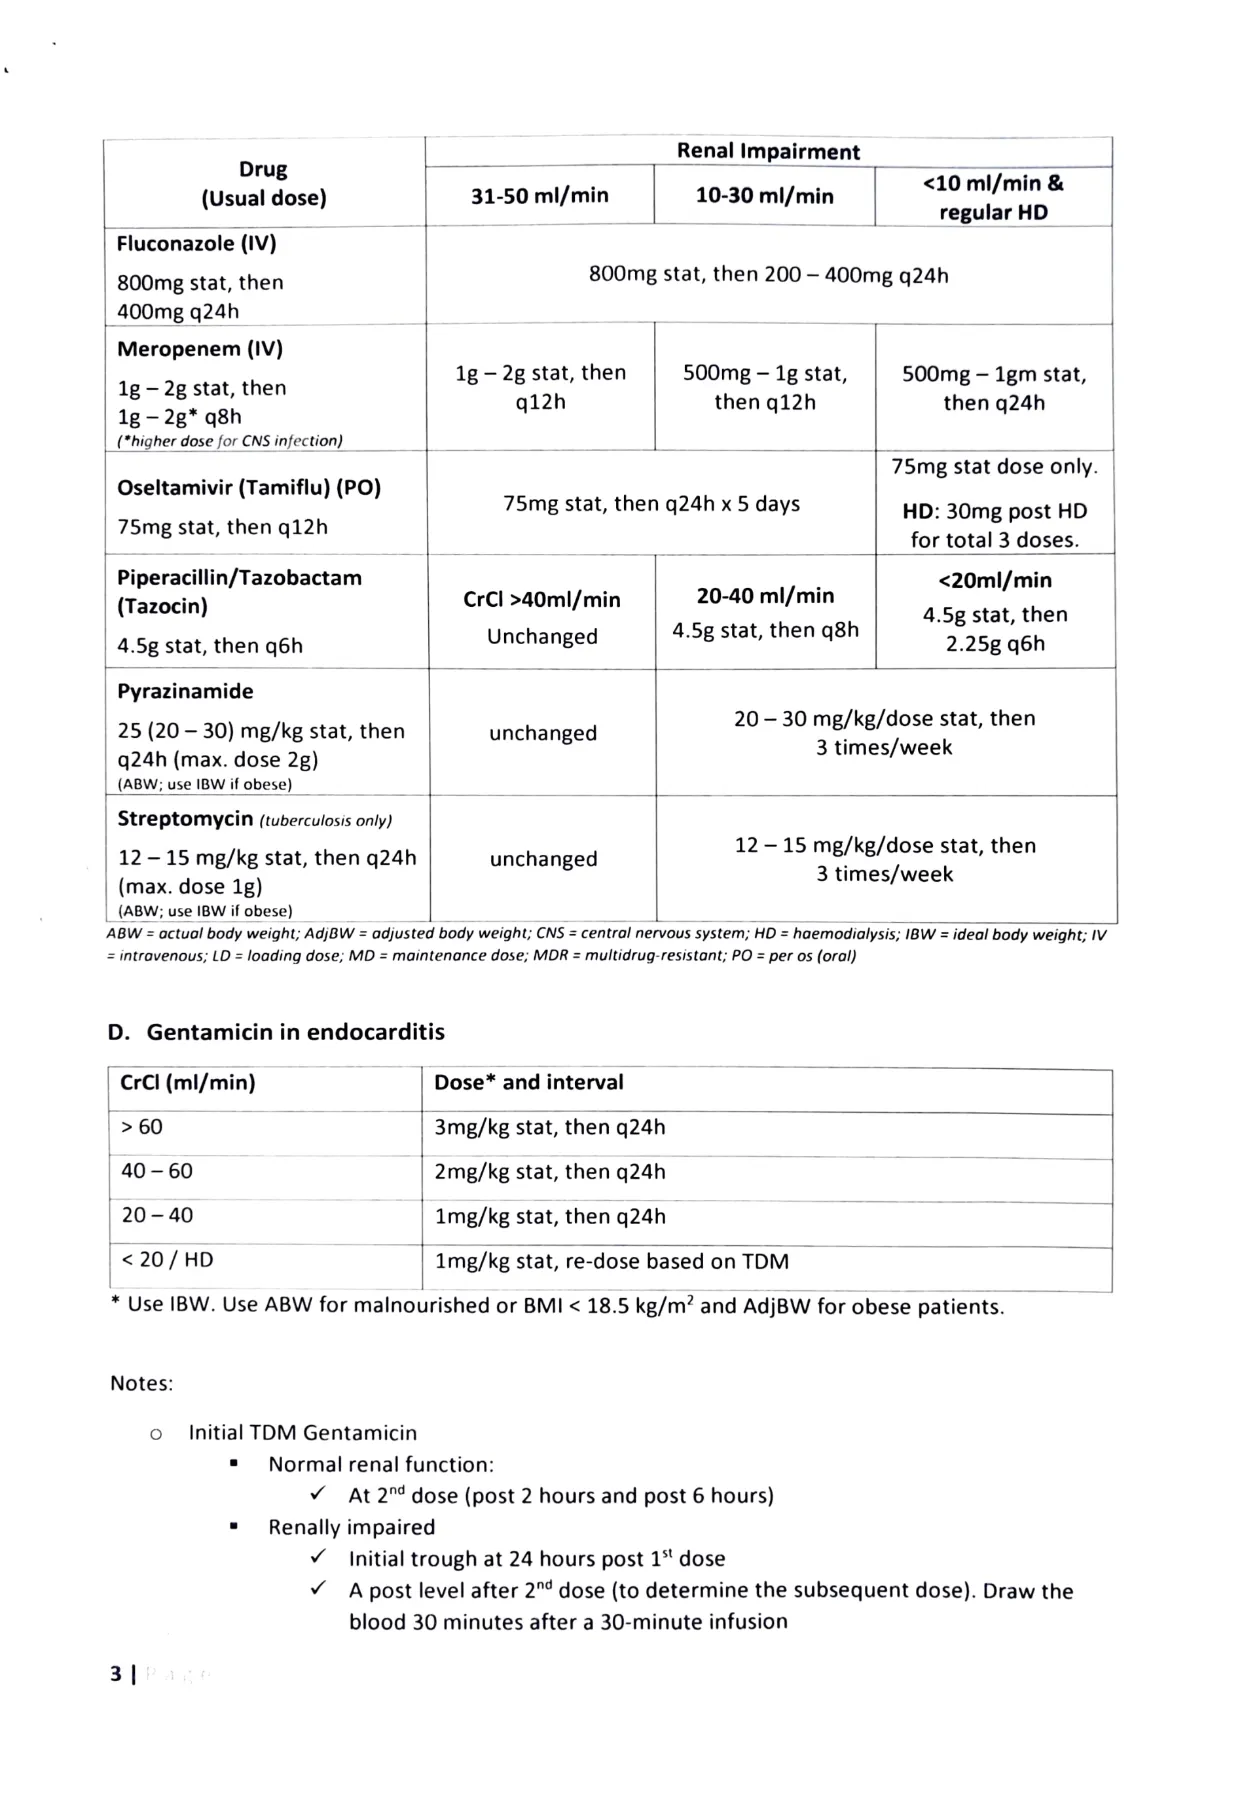 Drug
(Usual dose)
Renal Impairment
31-50 ml/min
10-30 ml/min
<10 ml/min &
regular HD
Fluconazole (IV)
800mg stat, then
400mg q24h
800mg stat, then 200 – 400mg q24h
Meropenem (IV)
1g – 2g stat, then
1g – 2g* q8h
(*higher dose for CNS infection)
1g – 2g stat, then
q12h
500mg – 1g stat,
then q12h
500mg – 1gm stat,
then q24h
Oseltamivir (Tamiflu) (PO)
75mg stat, then q12h
75mg stat, then q24h x 5 days
75mg stat dose only.
HD: 30mg post HD
for total 3 doses.
Piperacillin/Tazobactam
(Tazocin)
4.5g stat, then q6h
CrCl >40ml/min
Unchanged
20-40 ml/min
4.5g stat, then q8h
<20ml/min
4.5g stat, then
2.25g q6h
Pyrazinamide
25 (20 – 30) mg/kg stat, then
q24h (max. dose 2g)
(ABW; use IBW if obese)
unchanged
20 – 30 mg/kg/dose stat, then
3 times/week
Streptomycin (tuberculosis only)
12 – 15 mg/kg stat, then q24h
(max. dose 1g)
(ABW; use IBW if obese)
unchanged
12 – 15 mg/kg/dose stat, then
3 times/week
ABW = actual body weight; AdjBW = adjusted body weight; CNS = central nervous system; HD = haemodialysis; IBW = ideal body weight; IV
= intravenous; LD = loading dose; MD = maintenance dose; MDR = multidrug-resistant; PO = per os (oral)
D. Gentamicin in endocarditis
CrCl (ml/min)
Dose* and interval
> 60
3mg/kg stat, then q24h
40 – 60
2mg/kg stat, then q24h
20 – 40
1mg/kg stat, then q24h
< 20 / HD
1mg/kg stat, re-dose based on TDM
* Use IBW. Use ABW for malnourished or BMI < 18.5 kg/m² and AdjBW for obese patients.
Notes:
o Initial TDM Gentamicin
▪ Normal renal function:
✓ At 2nd dose (post 2 hours and post 6 hours)
▪ Renally impaired
✓ Initial trough at 24 hours post 1st dose
✓ A post level after 2nd dose (to determine the subsequent dose). Draw the
blood 30 minutes after a 30-minute infusion
3 | Page